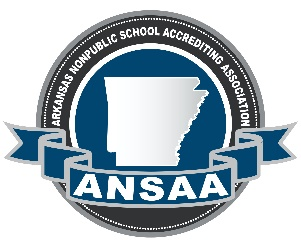 ARKANSAS NONPUBLIC SCHOOL ACCREDITING ASSOCIATION
ANSAA